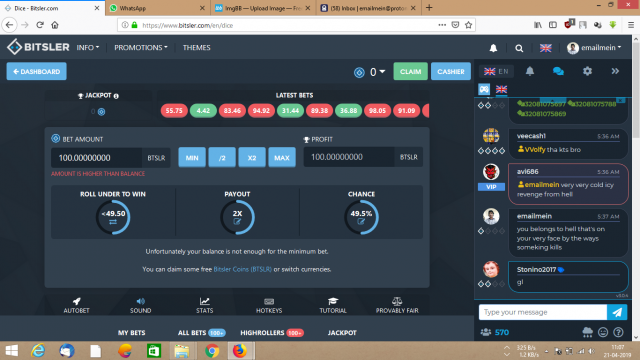 Dice - Bitsler.com
WhatsApp
ImgBB — Upload Image — Fre
(58) Inbox | emailmein@proto
https://www.bitsler.com/en/dice
BITSLER
INFO
PROMOTIONS
THEMES
emailmein
DASHBOARD
0
CLAIM
CASHIER
EN
JACKPOT
0
LATEST BETS
55.75
4.42
83.46
94.92
31.44
89.38
36.88
98.05
91.09
BET AMOUNT
100.00000000
BTSLR
AMOUNT IS HIGHER THAN BALANCE
MIN
/2
X2
MAX
PROFIT
100.00000000
BTSLR
ROLL UNDER TO WIN
<49.50
PAYOUT
2X
CHANCE
49.5%
Unfortunately your balance is not enough for the minimum bet.
You can claim some free Bitsler Coins (BTSLR) or switch currencies.
AUTOBET
SOUND
STATS
HOTKEYS
TUTORIAL
PROVABLY FAIR
MY BETS
ALL BETS 100+
HIGHROLLERS 100+
JACKPOT
32081075697 32081075788
32081075869
veecash1
5:36 AM
VVolfy tha kts bro
avi686
5:36 AM
VIP
emailmein very very cold icy
revenge from hell
emailmein
5:37 AM
you belongs to hell that's on
your very face by the ways
someking kills
Stonino2017
gl
Type your message
570
3.25 B/s
1.2 KB/s
11:07
21-04-2019